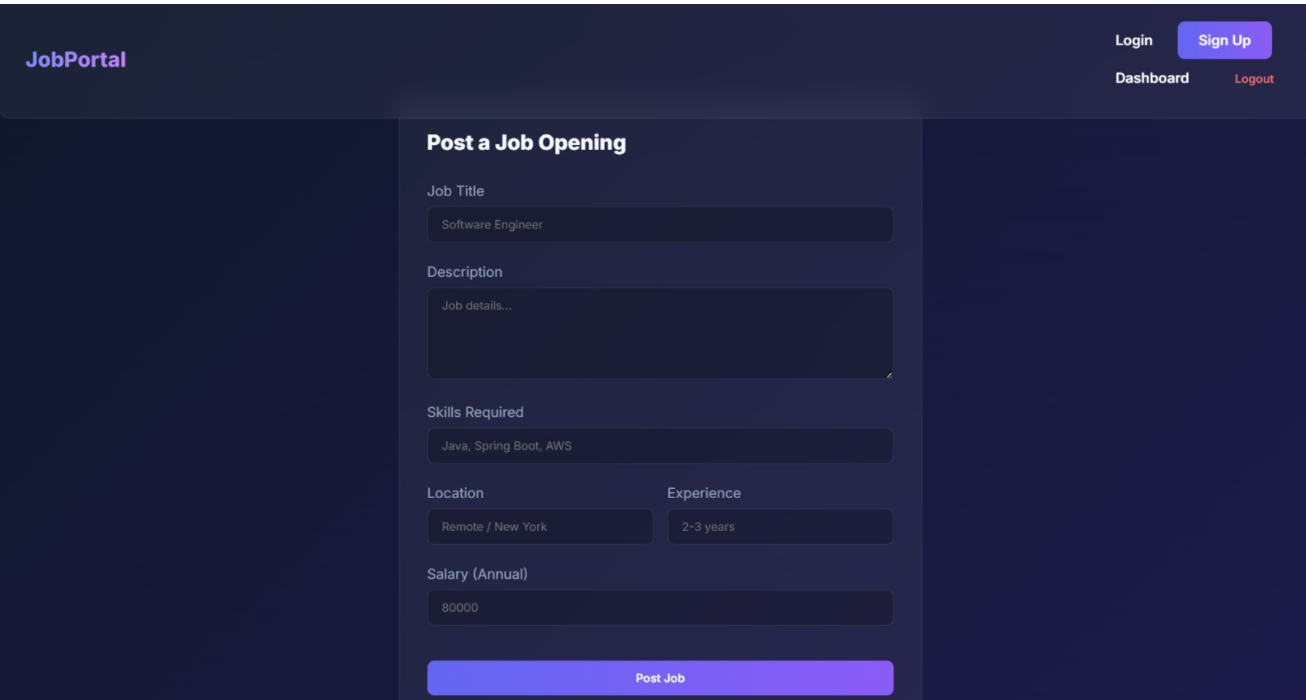 JobPortal
Login
Sign Up
Dashboard
Logout
Post a Job Opening
Job Title
Software Engineer
Description
Job details...
Skills Required
Java, Spring Boot, AWS
Location
Experience
Remote / New York
2-3 years
Salary (Annual)
80000
Post Job